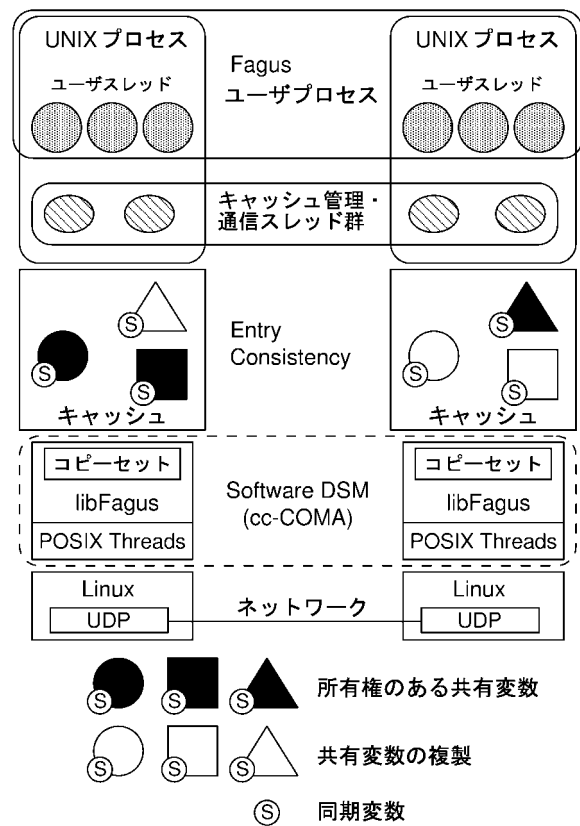 UNIX プロセス
Fagus
ユーザプロセス
UNIX プロセス
ユーザスレッド
ユーザスレッド
キャッシュ管理・
通信スレッド群
S
S
S
キャッシュ
Entry
Consistency
S
S
S
キャッシュ
コピーセット
libFagus
POSIX Threads
Software DSM
(cc-COMA)
コピーセット
libFagus
POSIX Threads
Linux
UDP
ネットワーク
Linux
UDP
S S S 所有権のある共有変数
S S S 共有変数の複製
S 同期変数